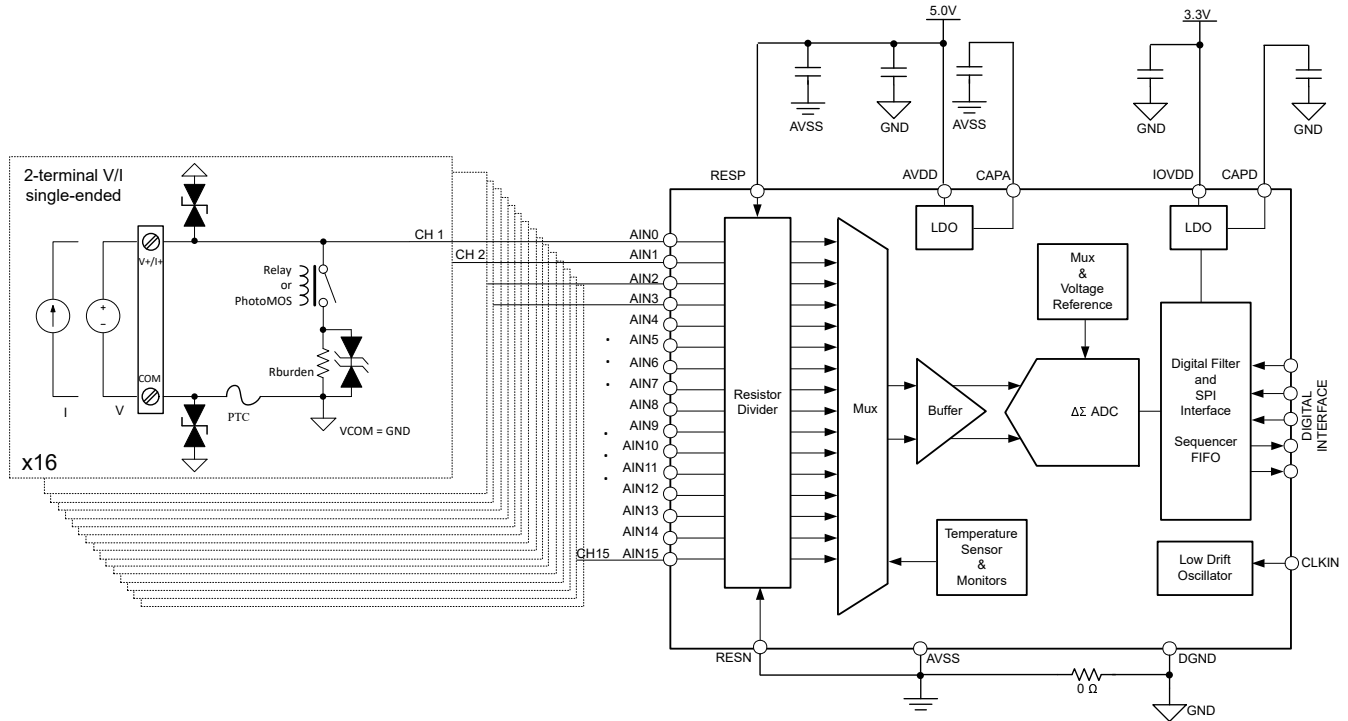 5.0V
3.3V
AVSS
GND
AVSS
GND
GND
RESP
AVDD
CAPA
IOVDD
CAPD
2-terminal V/I
single-ended
V+/I+
COM
I
V
+
−
PTC
Relay
or
PhotoMOS
Rburden
VCOM = GND
x16
CH 1
CH 2
CH15
AIN0
AIN1
AIN2
AIN3
AIN4
AIN5
AIN6
AIN7
AIN8
AIN9
AIN10
AIN11
AIN12
AIN13
AIN14
AIN15
Resistor
Divider
Mux
Buffer
LDO
LDO
Mux
&
Voltage
Reference
ΔΣ ADC
Digital Filter
and
SPI
Interface
Sequencer
FIFO
DIGITAL
INTERFACE
Temperature
Sensor
&
Monitors
Low Drift
Oscillator
CLKIN
RESN
AVSS
DGND
0 Ω
GND